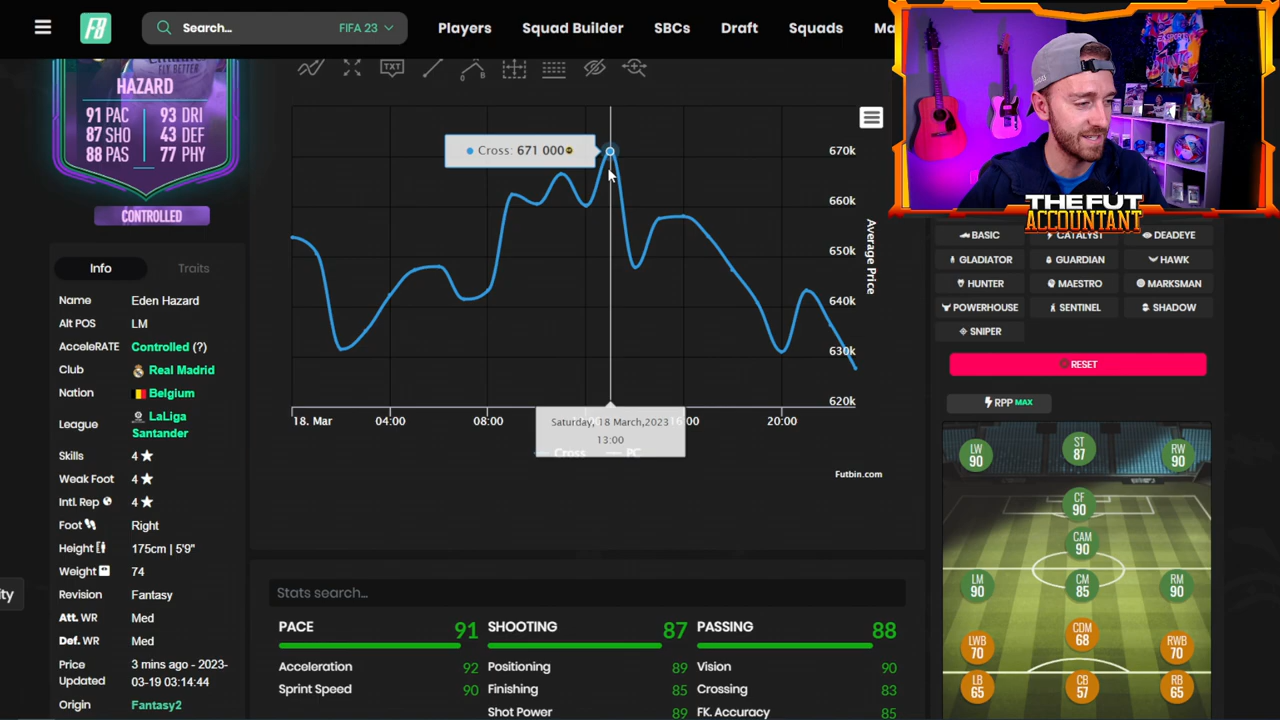 FB
Search...
FIFA 23
Players
Squad Builder
SBCs
Draft
Squads
Ma
HAZARD
91 PAC 93 DRI
87 SHO 43 DEF
88 PAS 77 PHY
CONTROLLED
Info
Traits
Name Eden Hazard
Alt POS LM
AcceleRATE Controlled (?)
Club Real Madrid
Nation Belgium
League LaLiga Santander
Skills 4
Weak Foot 4
Intl. Rep 4
Foot Right
Height 175cm | 5'9"
Weight 74
Revision Fantasy
Att. WR Med
Def. WR Med
Price Updated 3 mins ago - 2023-03-19 03:14:44
Origin Fantasy2
ity
TXT
Cross: 671 000
670k
660k
650k
640k
630k
620k
Average Price
18. Mar
04:00
08:00
16:00
20:00
Saturday, 18 March,2023
13:00
Cross
PC
Futbin.com
Stats search...
PACE 91
Acceleration 92
Sprint Speed 90
SHOOTING 87
Positioning 89
Finishing 85
Shot Power 89
PASSING 88
Vision 90
Crossing 83
FK. Accuracy 85
THE FUT
ACCOUNTANT
BASIC
CATALYST
DEADEYE
GLADIATOR
GUARDIAN
HAWK
HUNTER
MAESTRO
MARKSMAN
POWERHOUSE
SENTINEL
SHADOW
SNIPER
RESET
RPP MAX
LW 90
ST 87
RW 90
CF 90
CAM 90
LM 90
CM 85
RM 90
LWB 70
CDM 68
RWB 70
LB 65
CB 57
RB 65